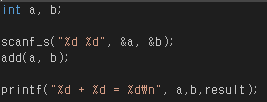 int a, b;
scanf_s("%d %d", &a, &b);
add(a, b);
printf("%d + %d = %d₩n", a,b,result);